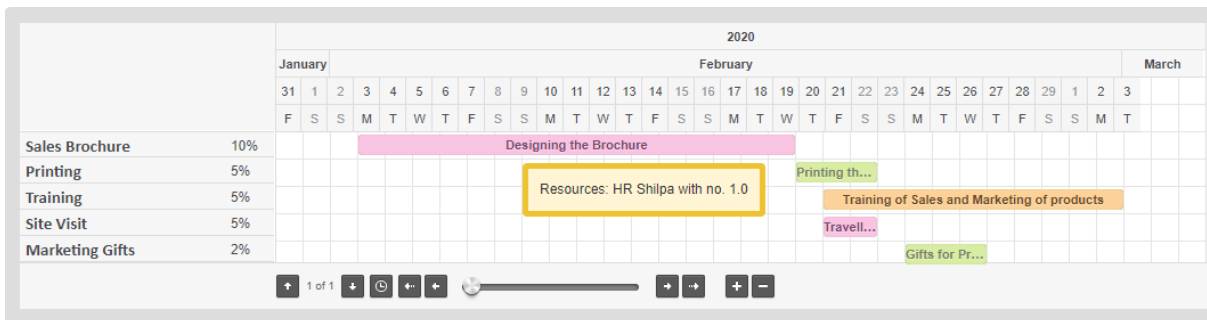 2020
January February March
31 1 2 3 4 5 6 7 8 9 10 11 12 13 14 15 16 17 18 19 20 21 22 23 24 25 26 27 28 29 1 2 3
F S S M T W T F S S M T W T F S S M T W T F S S M T W T F S S M T
Sales Brochure 10% Designing the Brochure
Printing 5% Printing th...
Resources: HR Shilpa with no. 1.0
Training 5% Training of Sales and Marketing of products
Site Visit 5% Travell...
Marketing Gifts 2% Gifts for Pr...
1 of 1